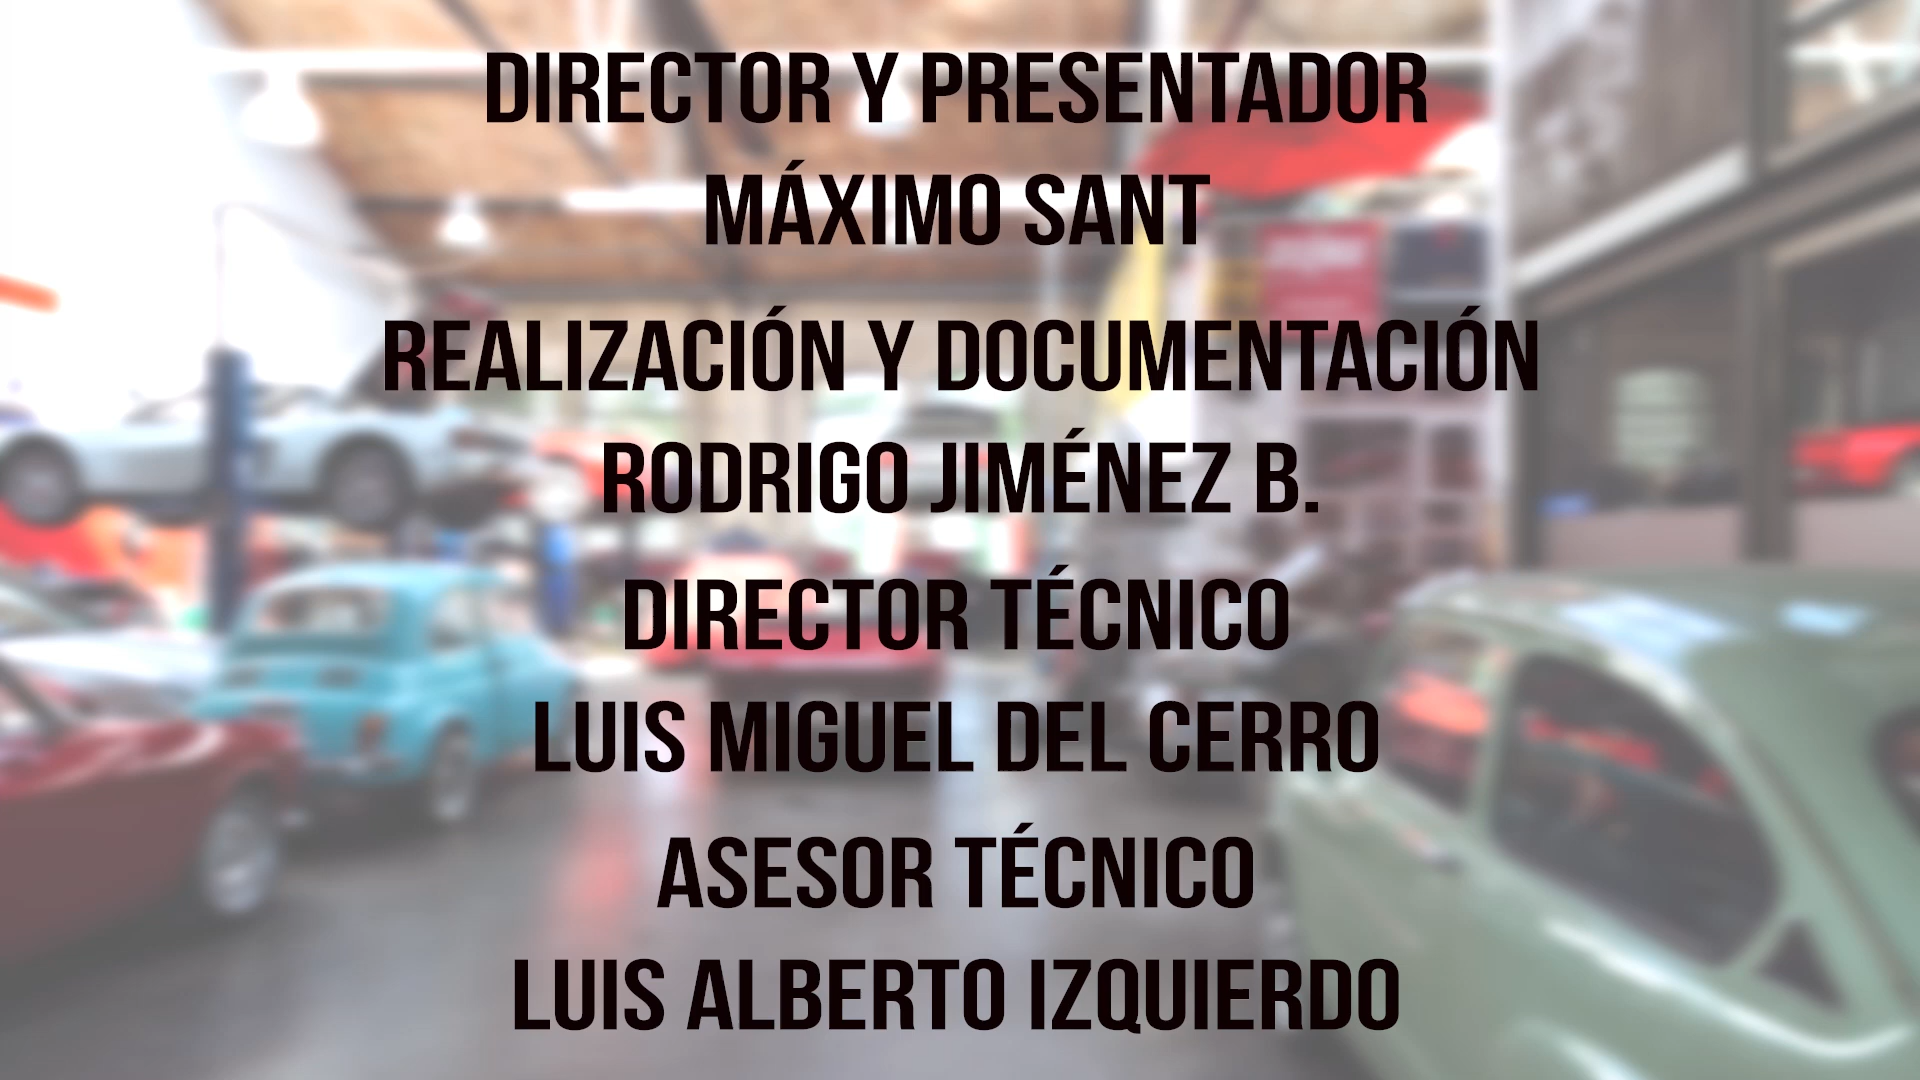 DIRECTOR Y PRESENTADOR
MÁXIMO SANT
REALIZACIÓN Y DOCUMENTACIÓN
RODRIGO JIMÉNEZ B.
DIRECTOR TÉCNICO
LUIS MIGUEL DEL CERRO
ASESOR TÉCNICO
LUIS ALBERTO IZQUIERDO